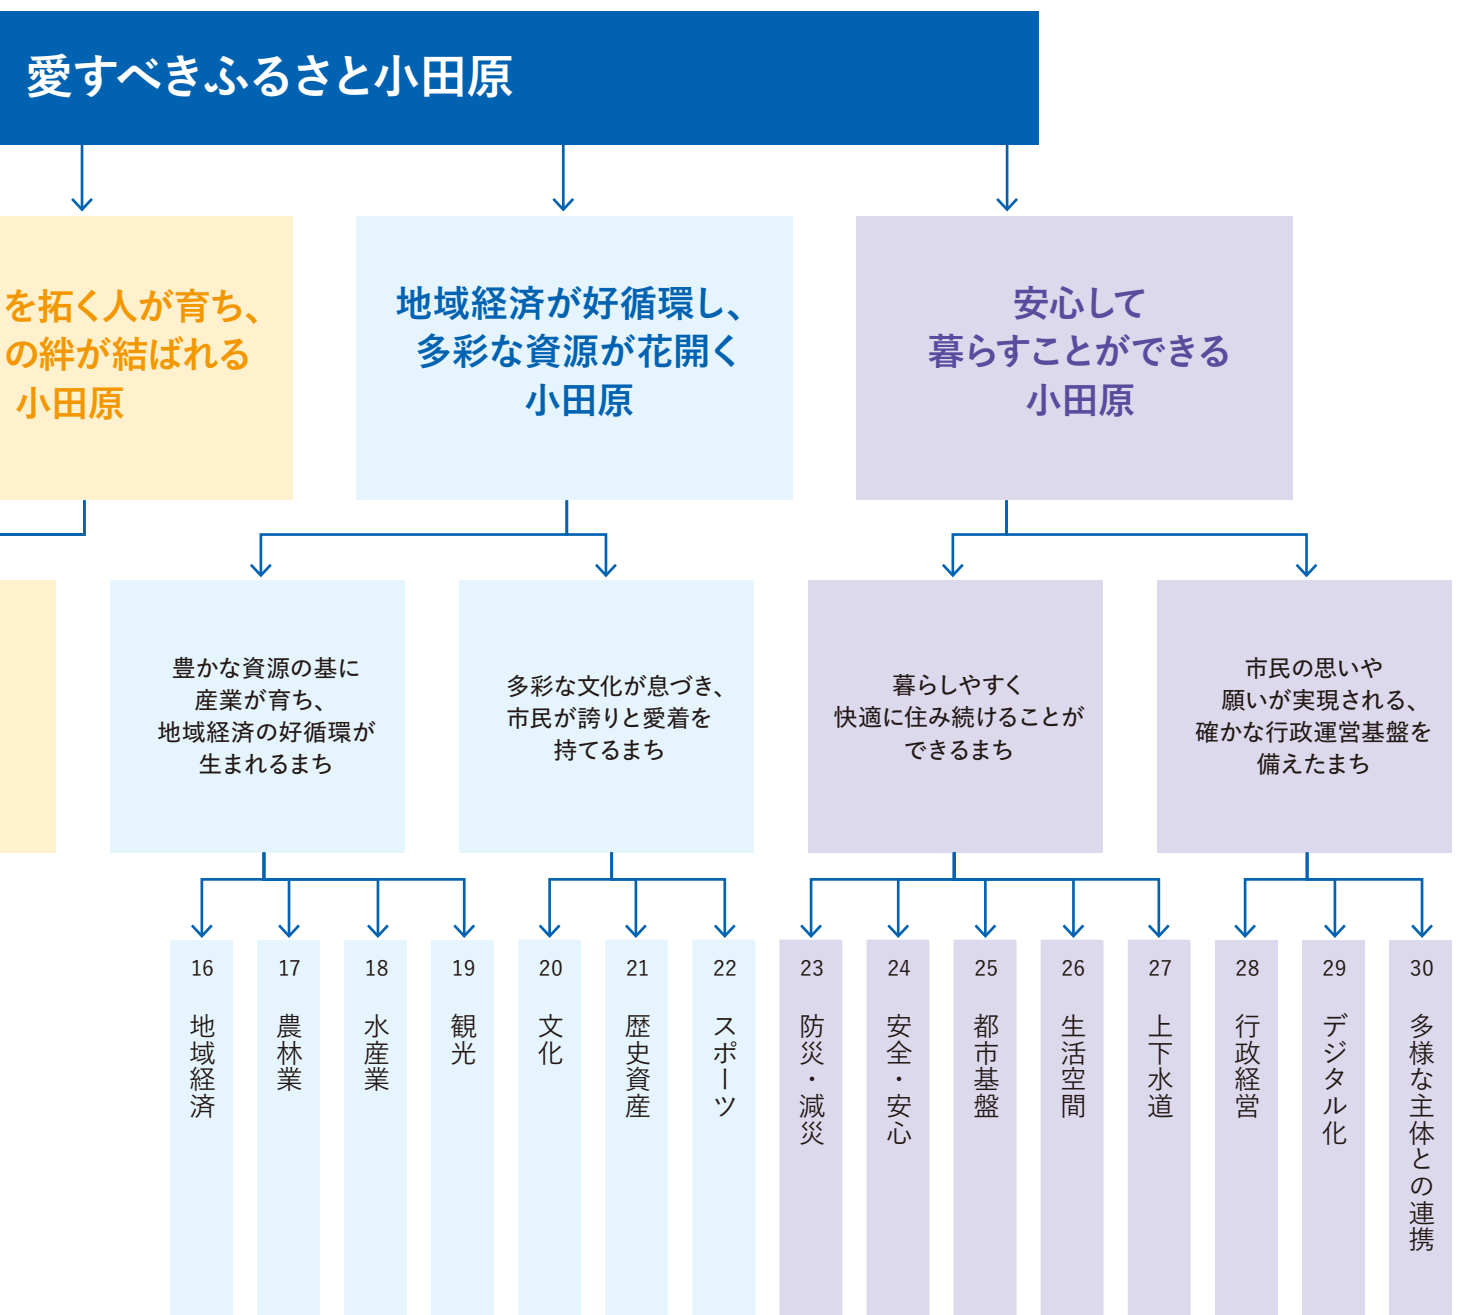 愛すべきふるさと小田原
を拓く人が育ち、
の絆が結ばれる
小田原
地域経済が好循環し、
多彩な資源が花開く
小田原
安心して
暮らすことができる
小田原
豊かな資源の基に
産業が育ち、
地域経済の好循環が
生まれるまち
多彩な文化が息づき、
市民が誇りと愛着を
持てるまち
暮らしやすく
快適に住み続けることが
できるまち
市民の思いや
願いが実現される、
確かな行政運営基盤を
備えたまち
16
地域経済
17
農林業
18
水産業
19
観光
20
文化
21
歴史資産
22
スポーツ
23
防災・減災
24
安全・安心
25
都市基盤
26
生活空間
27
上下水道
28
行政経営
29
デジタル化
30
多様な主体との連携